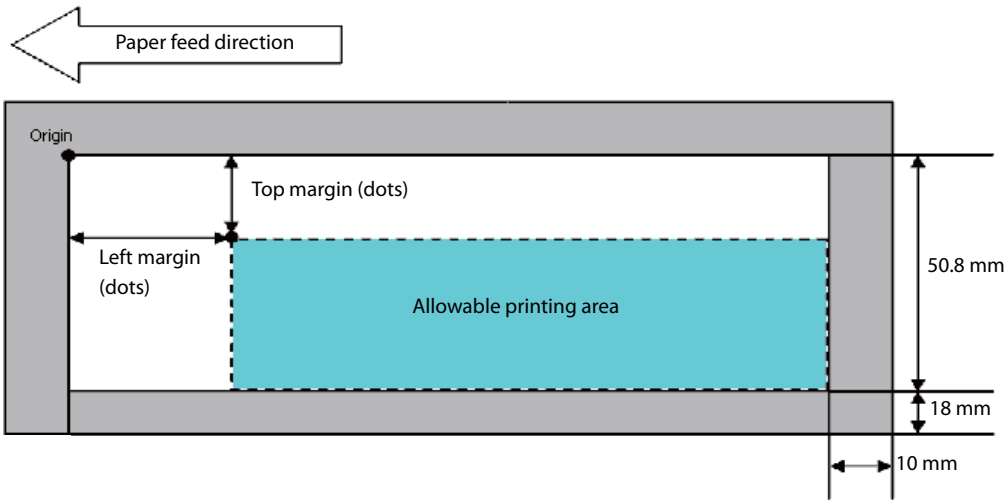 Paper feed direction
Origin
Top margin (dots)
Left margin
(dots)
50.8 mm
Allowable printing area
18 mm
10 mm